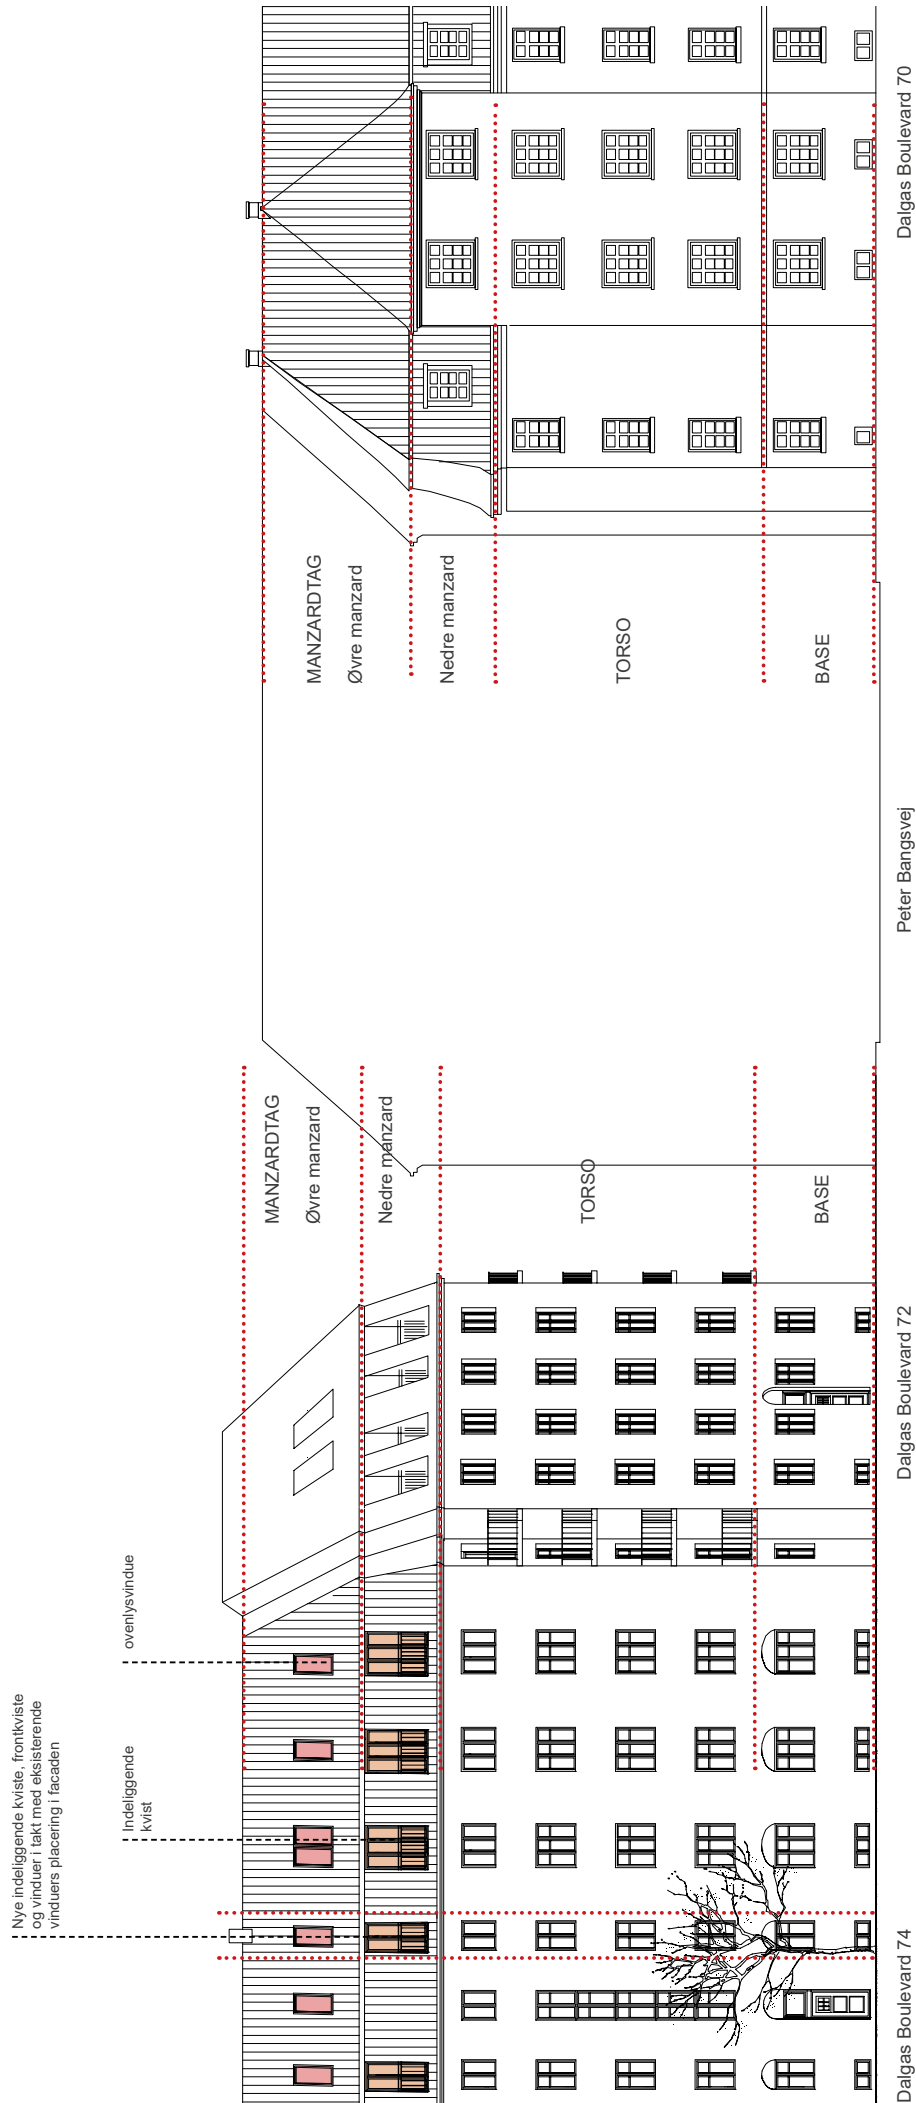 Nye indeliggende kviste, frontkviste
og vinduer i takt med eksisterende
vinduers placering i facaden
Indeliggende
kvist
ovenlysvindue
MANZARDTAG
Øvre manzard
Nedre manzard
TORSO
BASE
MANZARDTAG
Øvre manzard
Nedre manzard
TORSO
BASE
Dalgas Boulevard 74
Dalgas Boulevard 72
Peter Bangsvej
Dalgas Boulevard 70